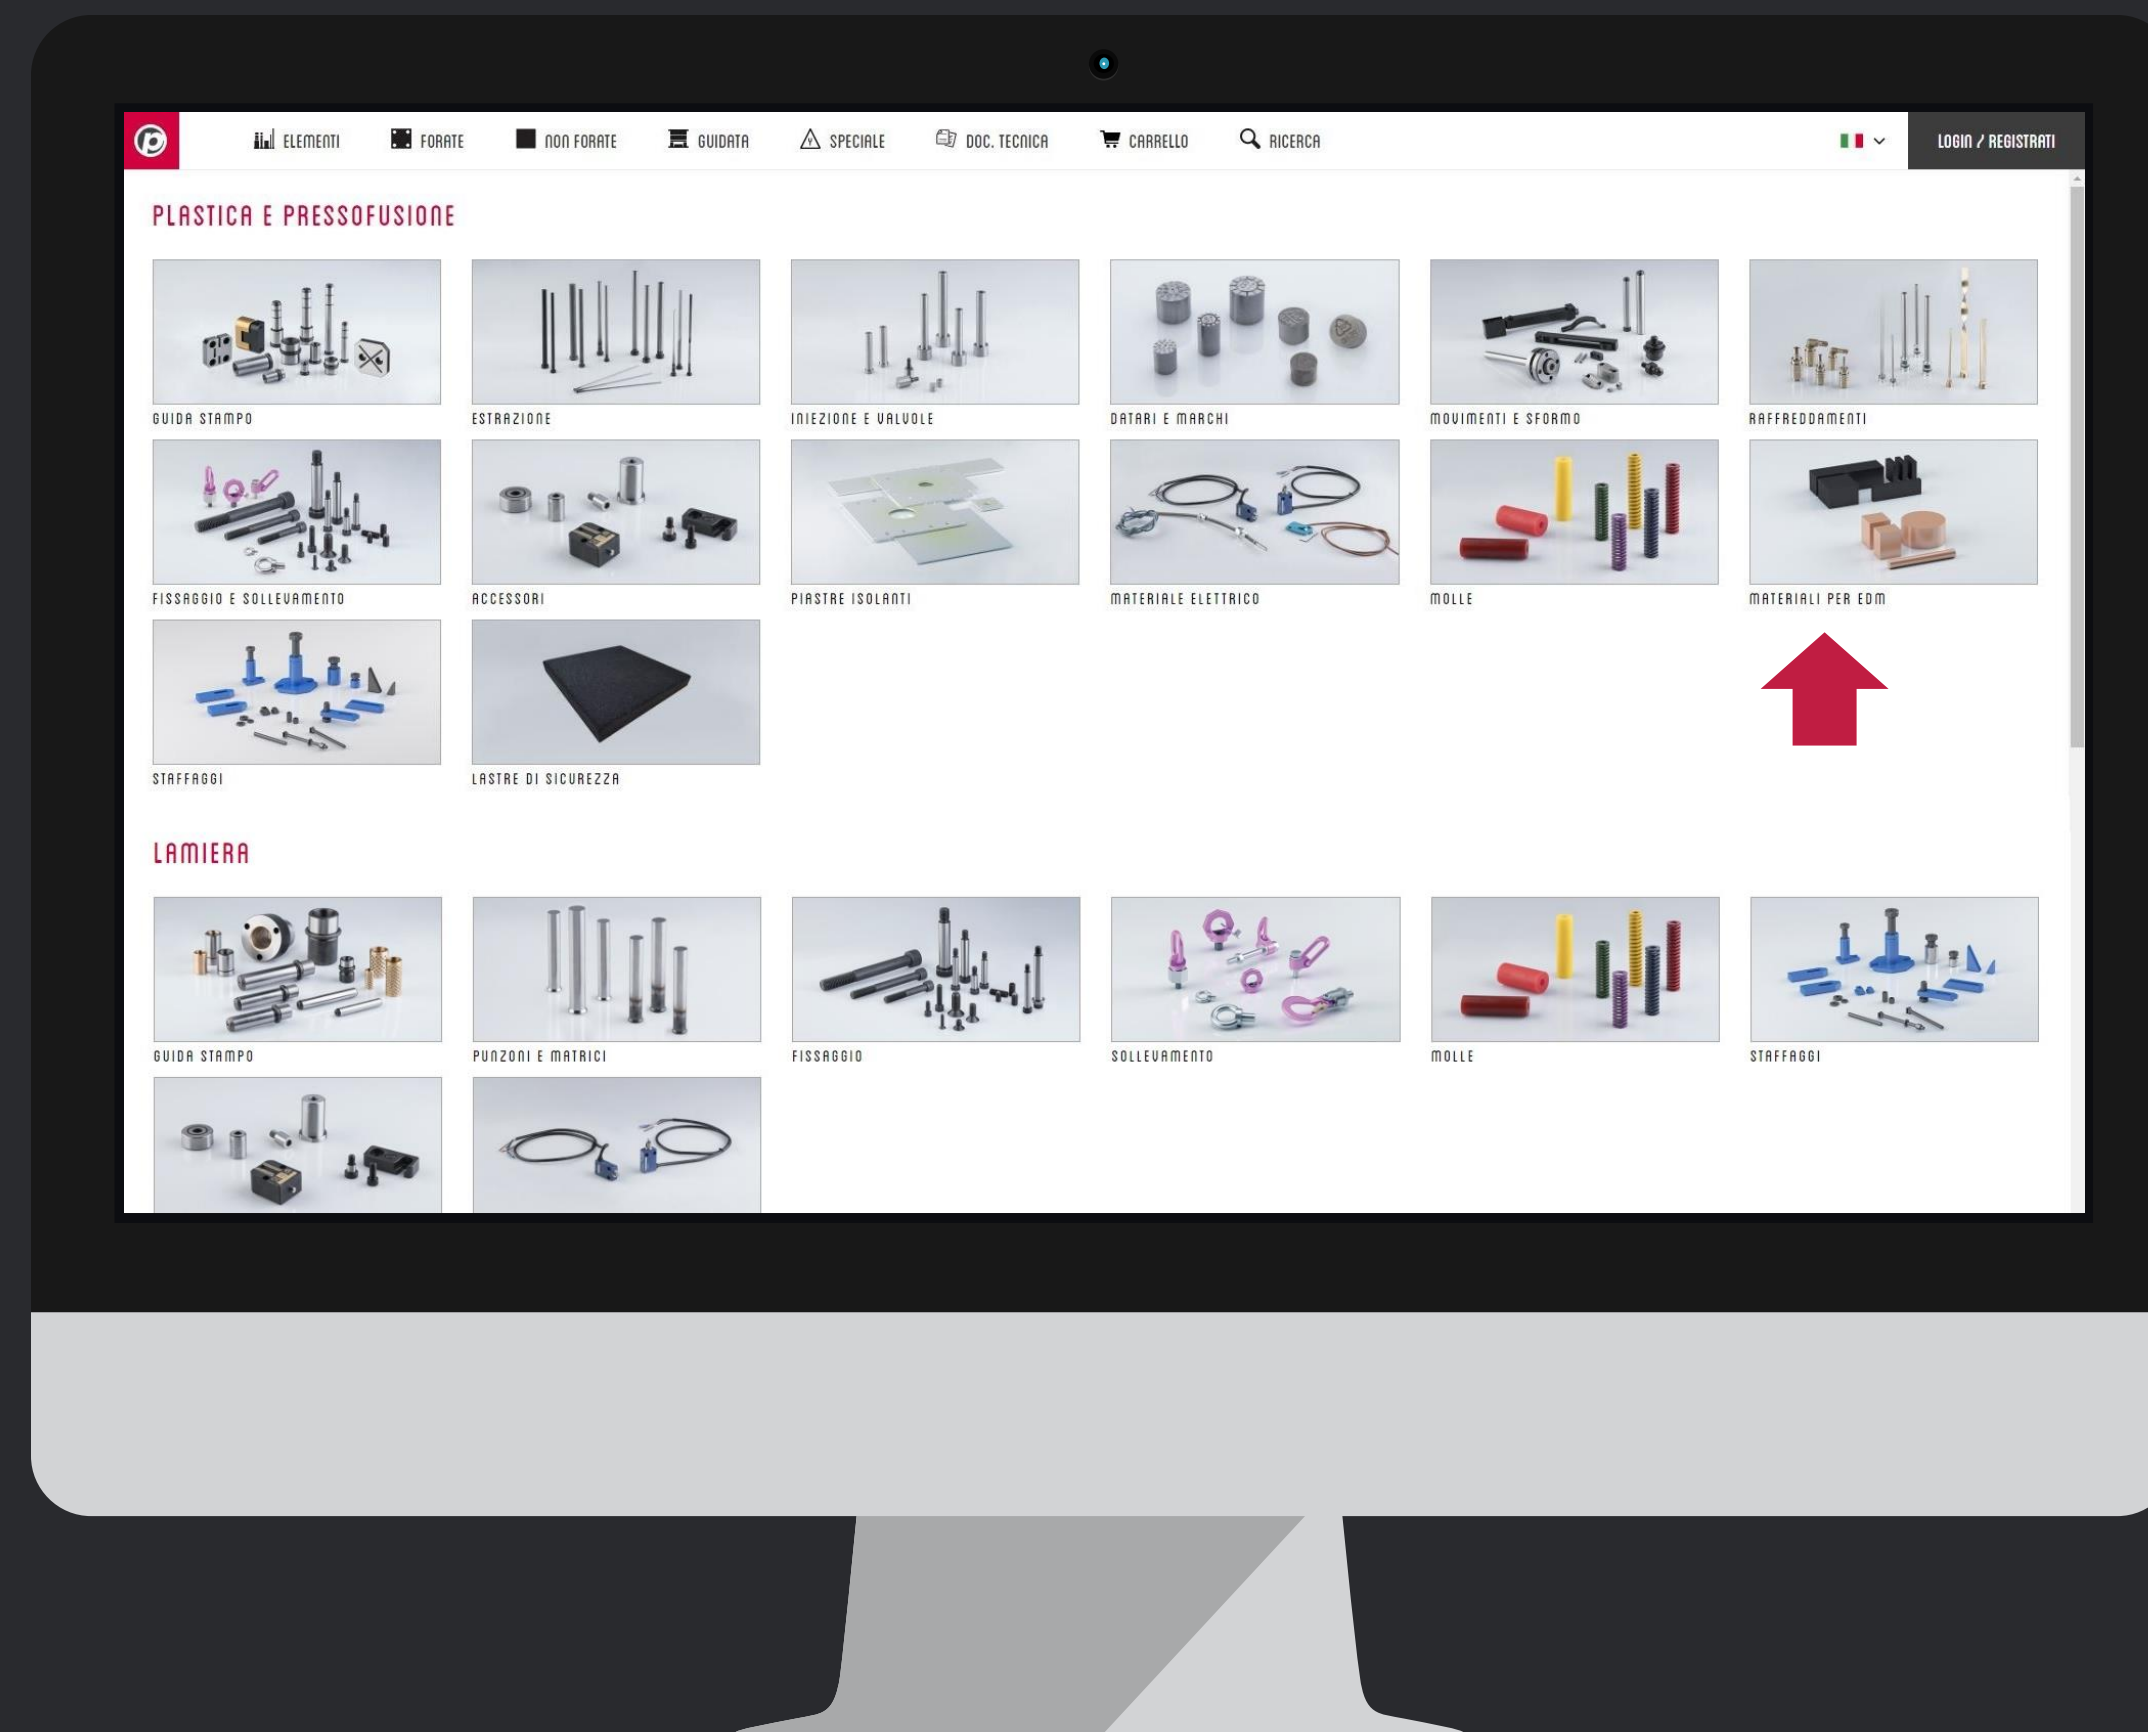 ELEMENTI FORATE NON FORATE GUIDATA SPECIALE DOC. TECNICA CARRELLO RICERCA LOGIN / REGISTRATI
PLASTICA E PRESSOFUSIONE
GUIDA STAMPO ESTRAZIONE INIEZIONE E VALVOLE DATARI E MARCHI MOVIMENTI E SFORMO RAFFREDDAMENTI
FISSAGGIO E SOLLEVAMENTO ACCESSORI PIASTRE ISOLANTI MATERIALE ELETTRICO MOLLE MATERIALI PER EDM
STAFFAGGI LASTRE DI SICUREZZA
LAMIERA
GUIDA STAMPO PUNZONI E MATRICI FISSAGGIO SOLLEVAMENTO MOLLE STAFFAGGI